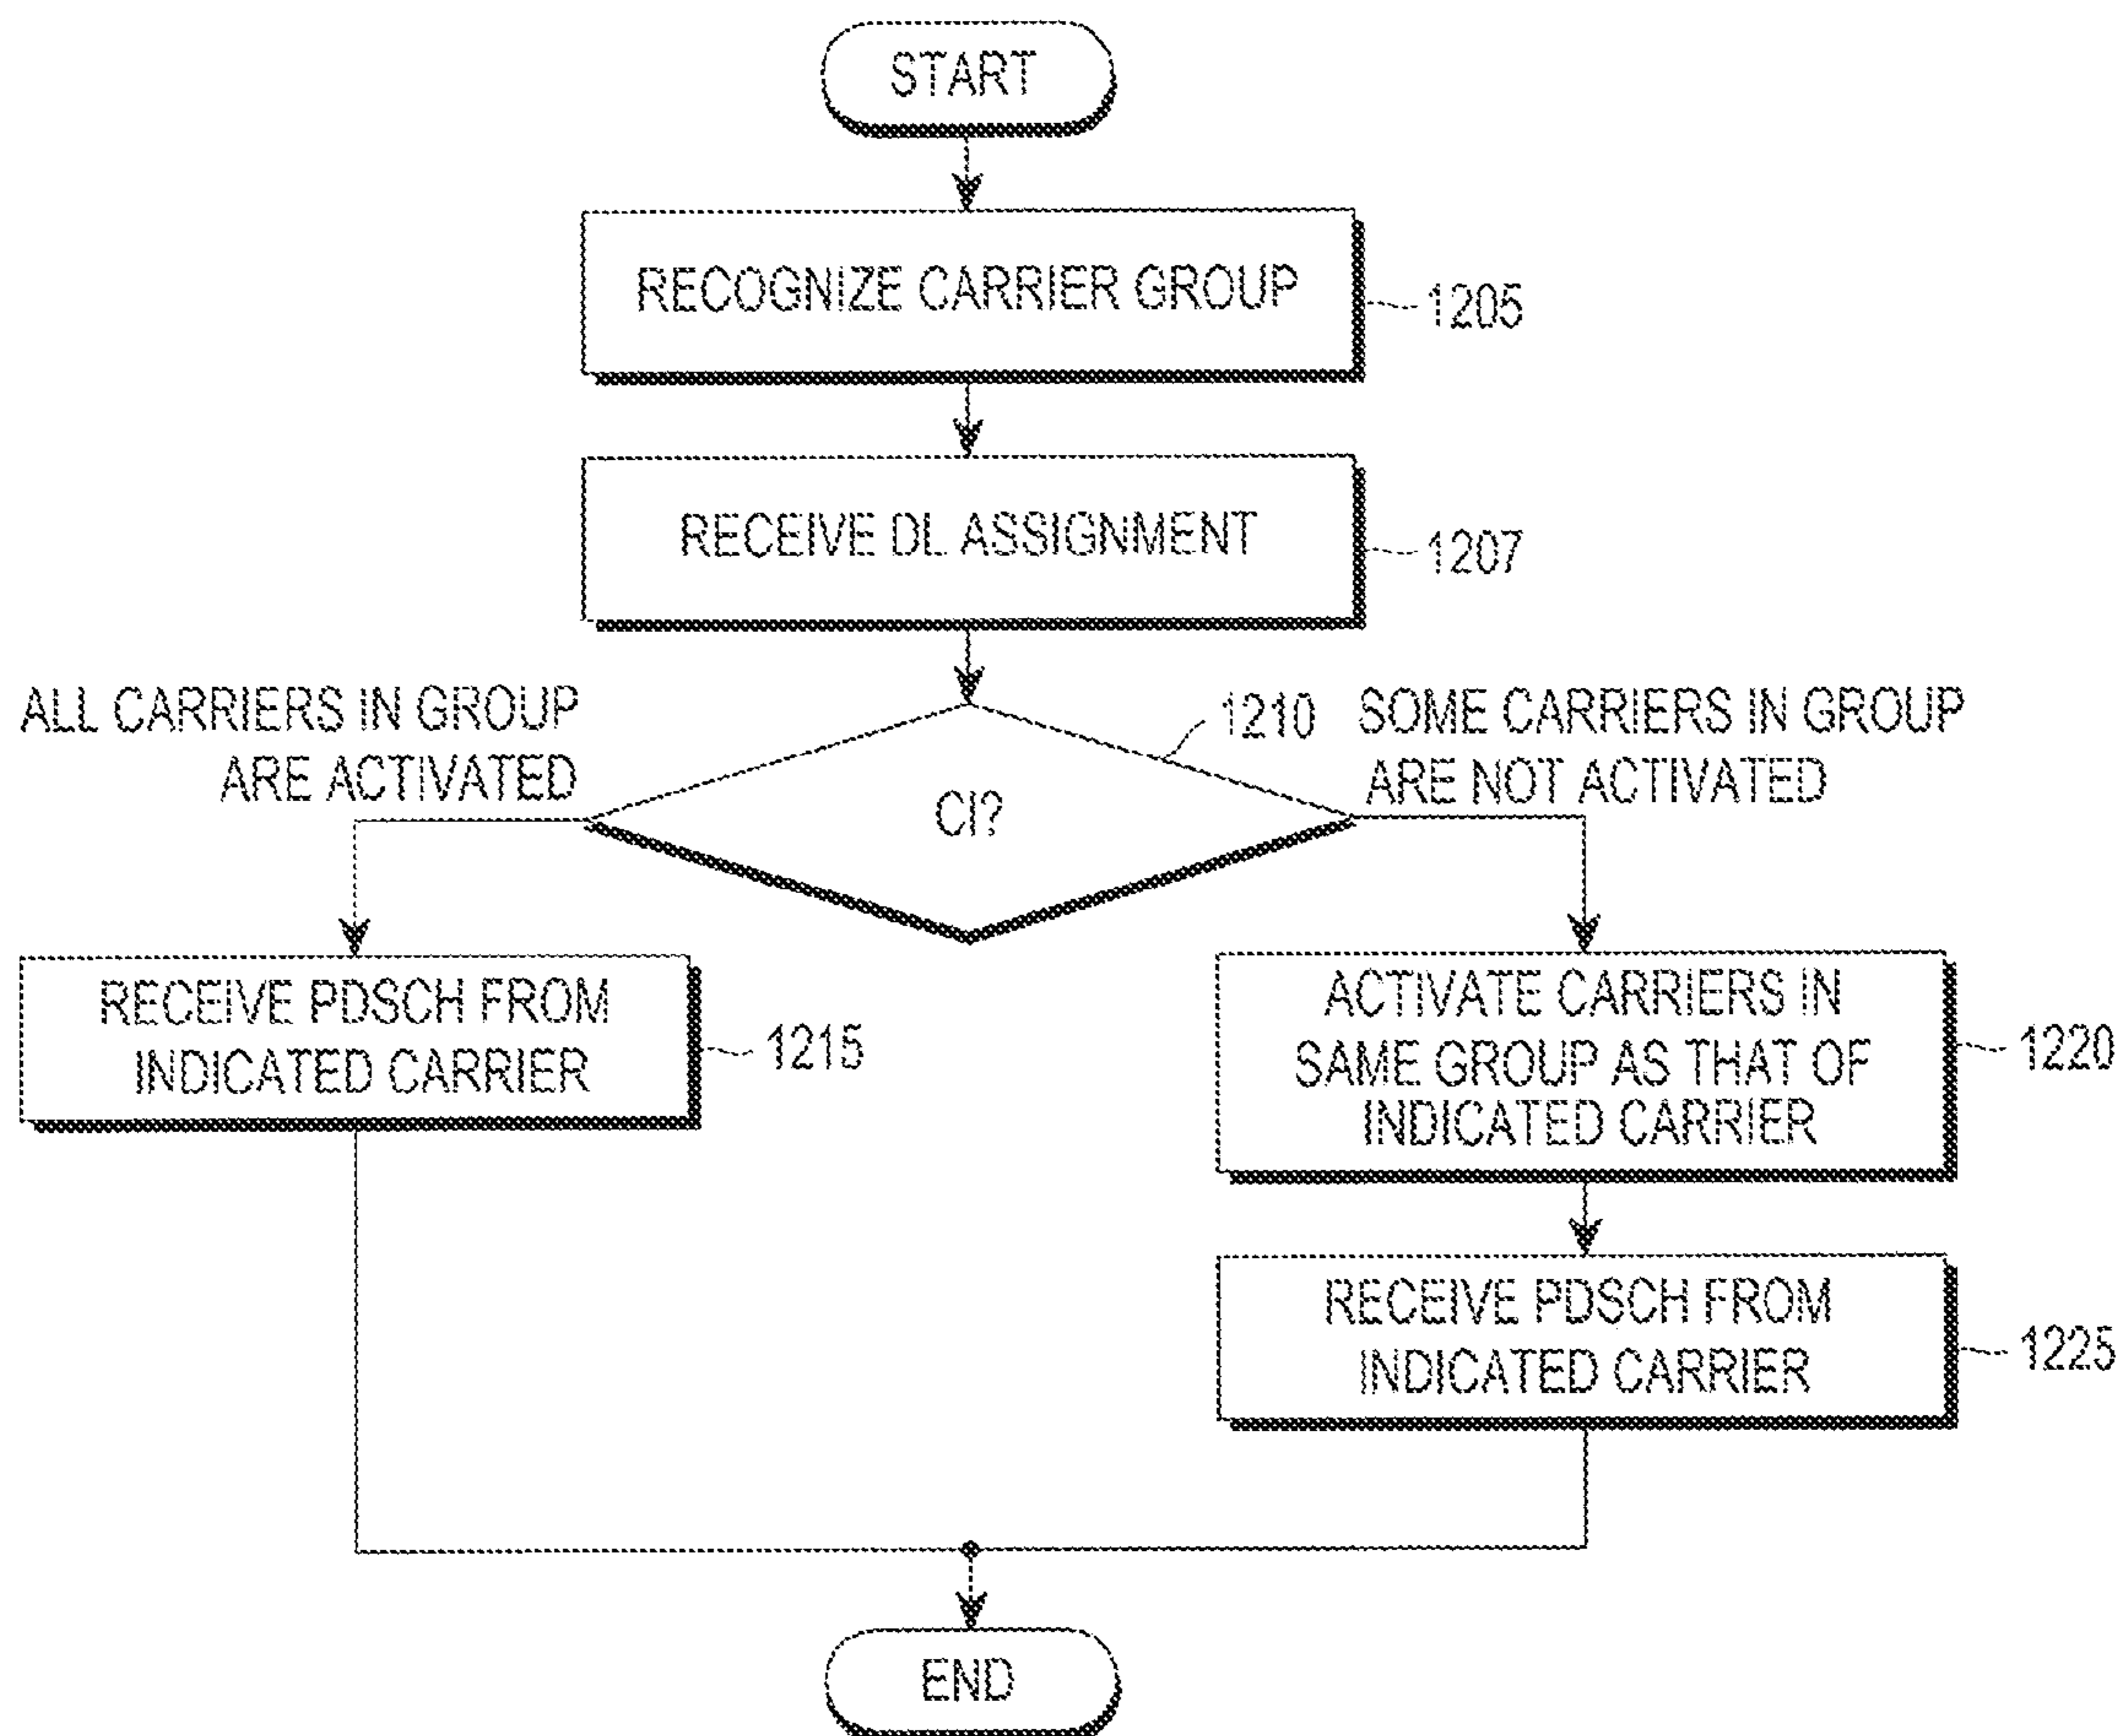 START
RECOGNIZE CARRIER GROUP
1205
RECEIVE DL ASSIGNMENT
1207
ALL CARRIERS IN GROUP
ARE ACTIVATED
1210
SOME CARRIERS IN GROUP
ARE NOT ACTIVATED
CI?
RECEIVE PDSCH FROM
INDICATED CARRIER
1215
ACTIVATE CARRIERS IN
SAME GROUP AS THAT OF
INDICATED CARRIER
1220
RECEIVE PDSCH FROM
INDICATED CARRIER
1225
END